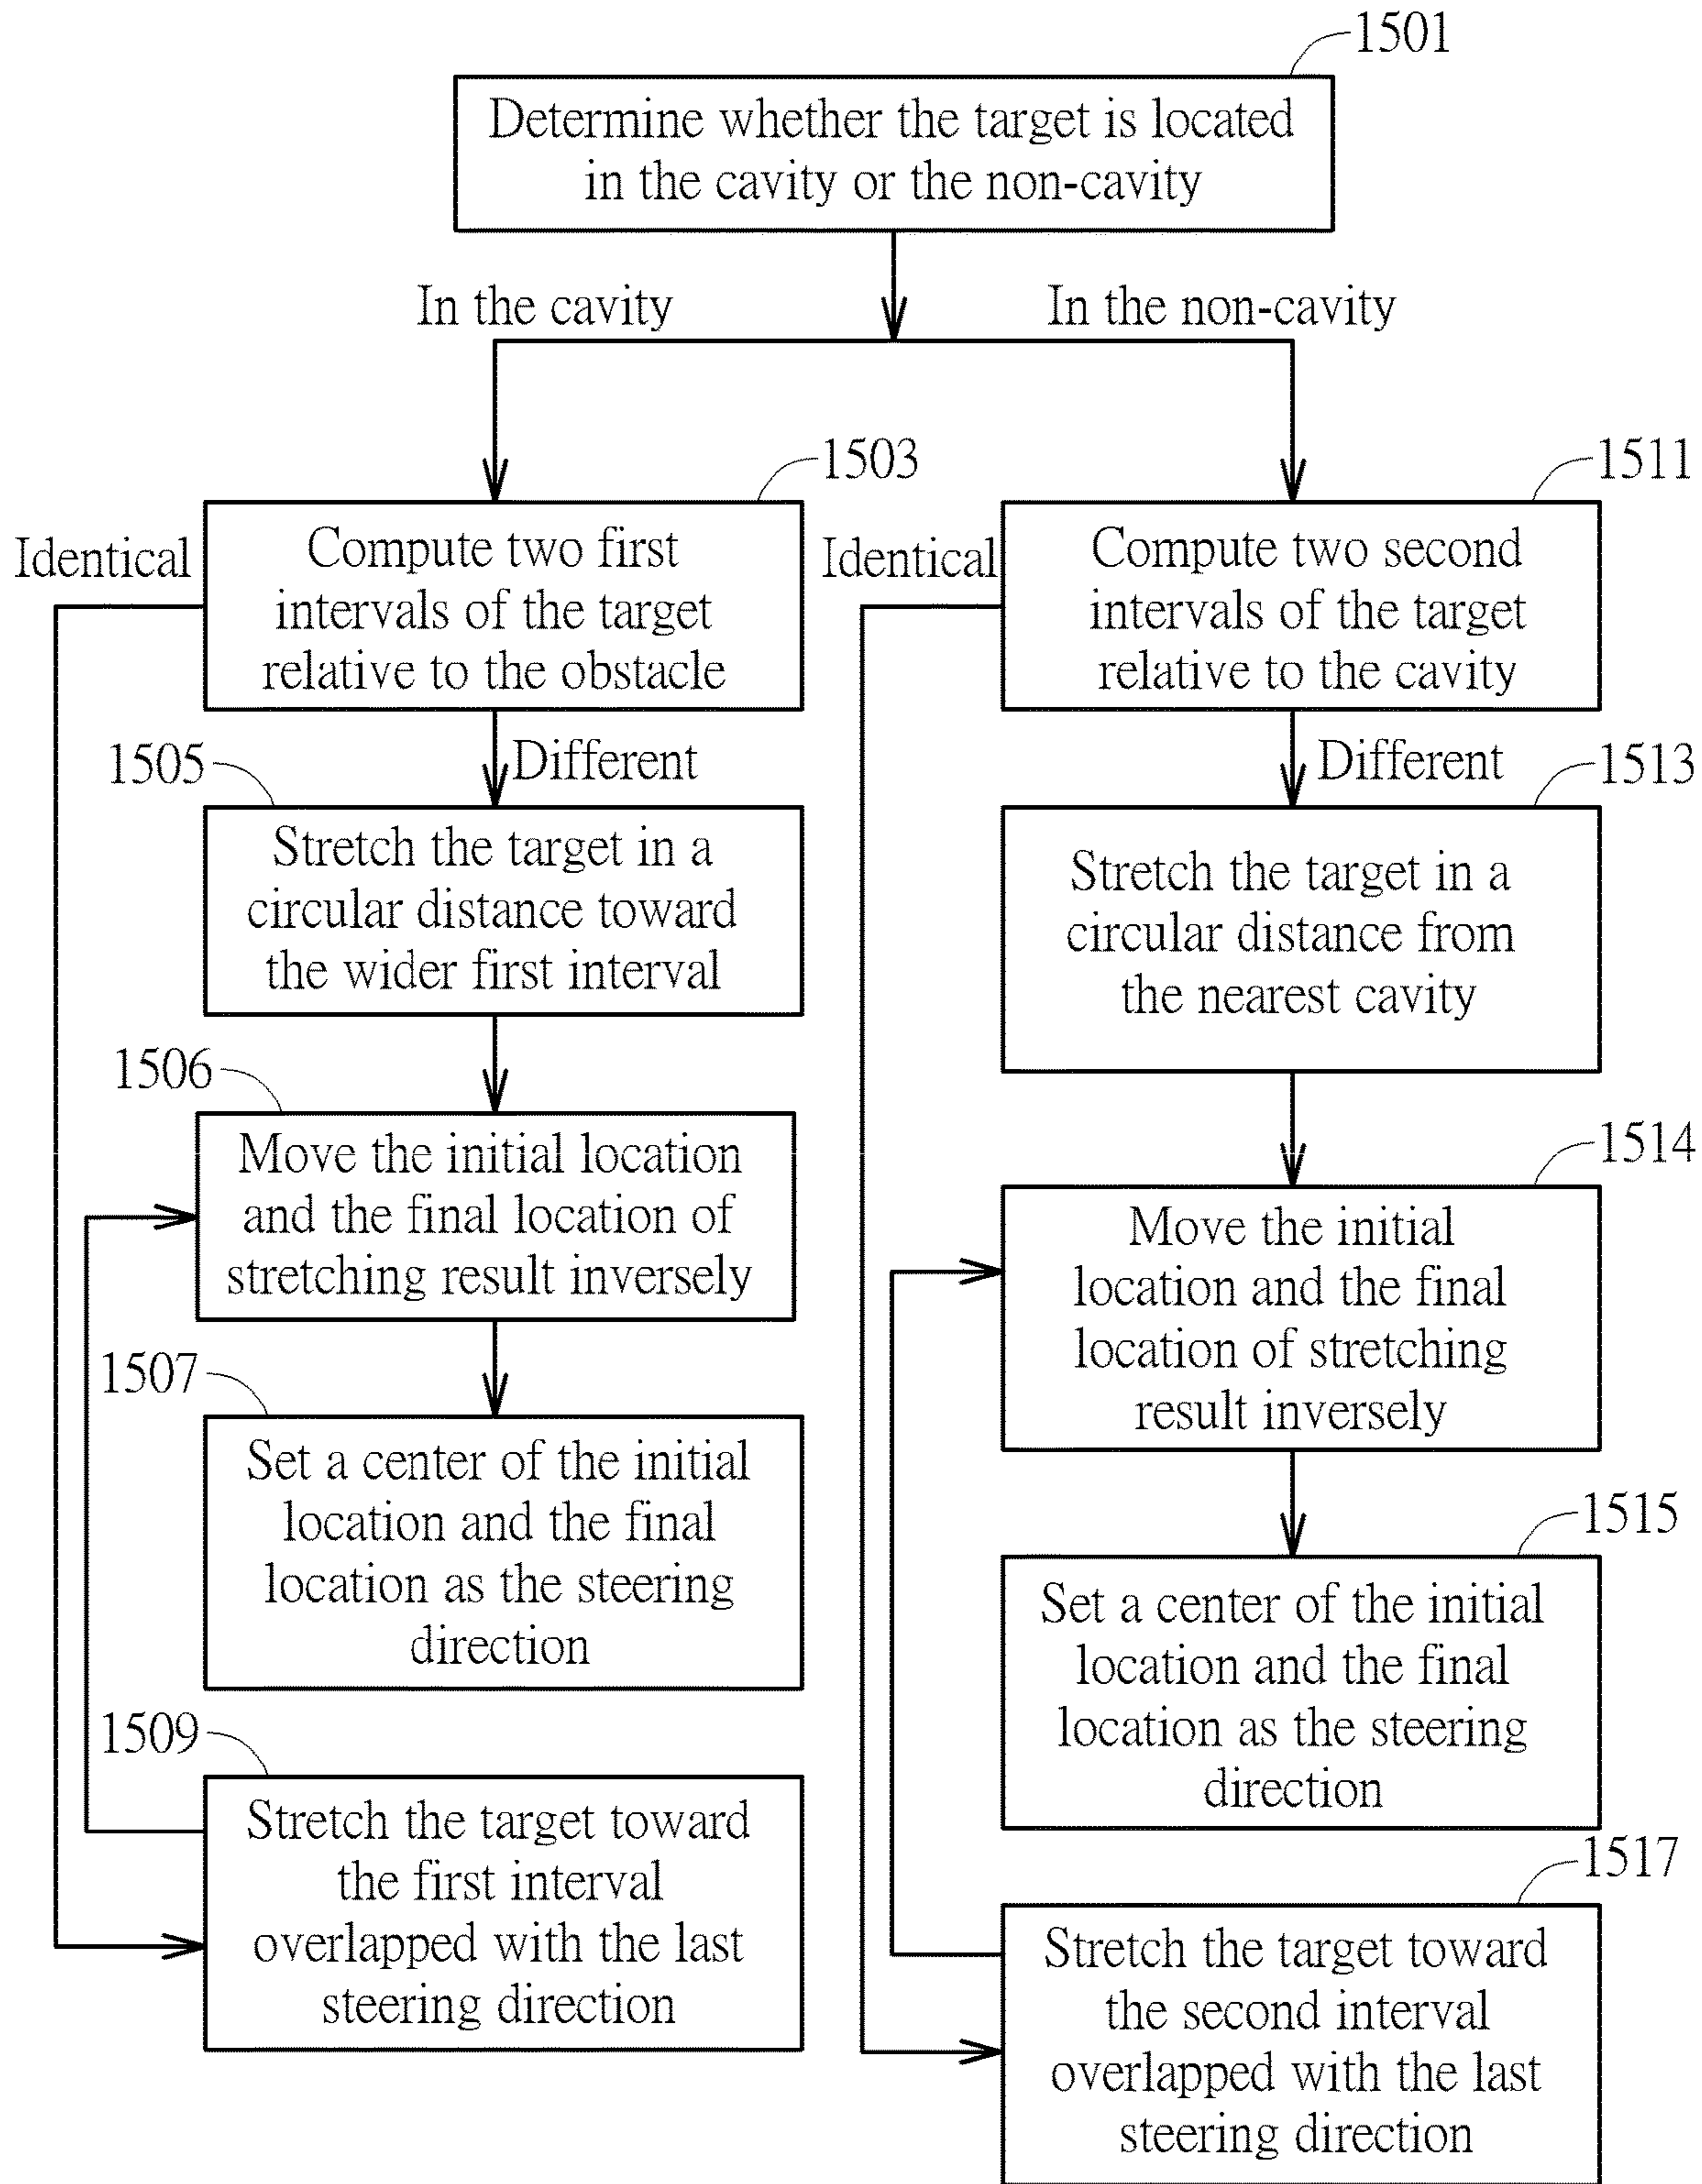 1501
Determine whether the target is located
in the cavity or the non-cavity
In the cavity
In the non-cavity
1503
Identical
Compute two first
intervals of the target
relative to the obstacle
Different
1505
Stretch the target in a
circular distance toward
the wider first interval
1506
Move the initial location
and the final location of
stretching result inversely
1507
Set a center of the initial
location and the final
location as the steering
direction
1509
Stretch the target toward
the first interval
overlapped with the last
steering direction
1511
Identical
Compute two second
intervals of the target
relative to the cavity
Different
1513
Stretch the target in a
circular distance from
the nearest cavity
1514
Move the initial
location and the final
location of stretching
result inversely
1515
Set a center of the initial
location and the final
location as the steering
direction
1517
Stretch the target toward
the second interval
overlapped with the last
steering direction